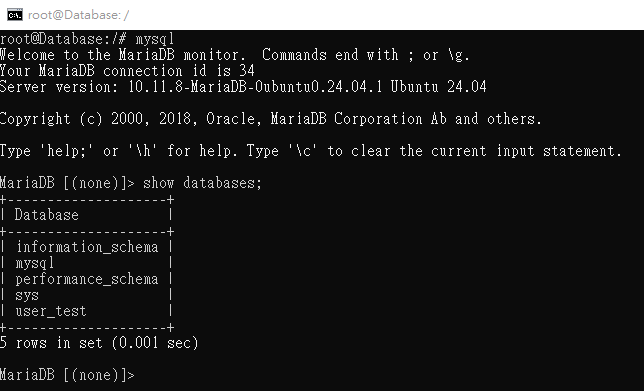 root@Database: /
root@Database:/# mysql
Welcome to the MariaDB monitor.  Commands end with ; or \g.
Your MariaDB connection id is 34
Server version: 10.11.8-MariaDB-0ubuntu0.24.04.1 Ubuntu 24.04

Copyright (c) 2000, 2018, Oracle, MariaDB Corporation Ab and others.

Type 'help;' or '\h' for help. Type '\c' to clear the current input statement.

MariaDB [(none)]> show databases;
+--------------------+
| Database           |
+--------------------+
| information_schema |
| mysql              |
| performance_schema |
| sys                |
| user_test          |
+--------------------+
5 rows in set (0.001 sec)

MariaDB [(none)]>